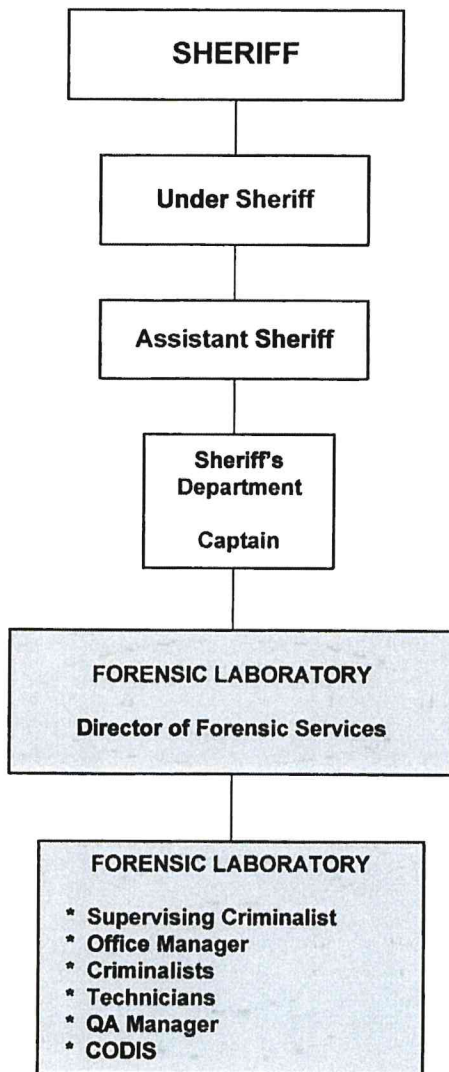 SHERIFF
Under Sheriff
Assistant Sheriff
Sheriff's
Department
Captain
FORENSIC LABORATORY
Director of Forensic Services
FORENSIC LABORATORY
* Supervising Criminalist
* Office Manager
* Criminalists
* Technicians
* QA Manager
* CODIS